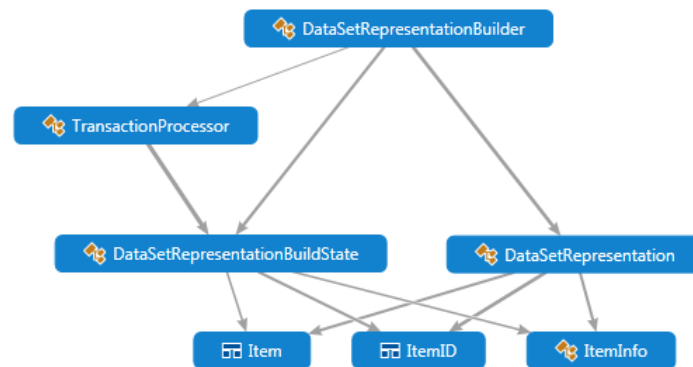 DataSetRepresentationBuilder
TransactionProcessor
DataSetRepresentationBuildState
DataSetRepresentation
Item
ItemID
ItemInfo